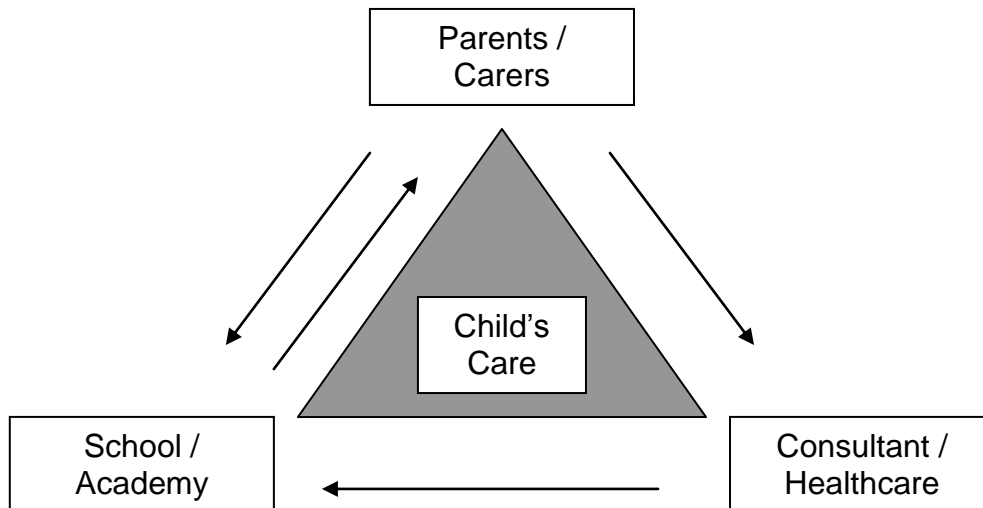 Parents /
Carers
Child’s
Care
School /
Academy
Consultant /
Healthcare